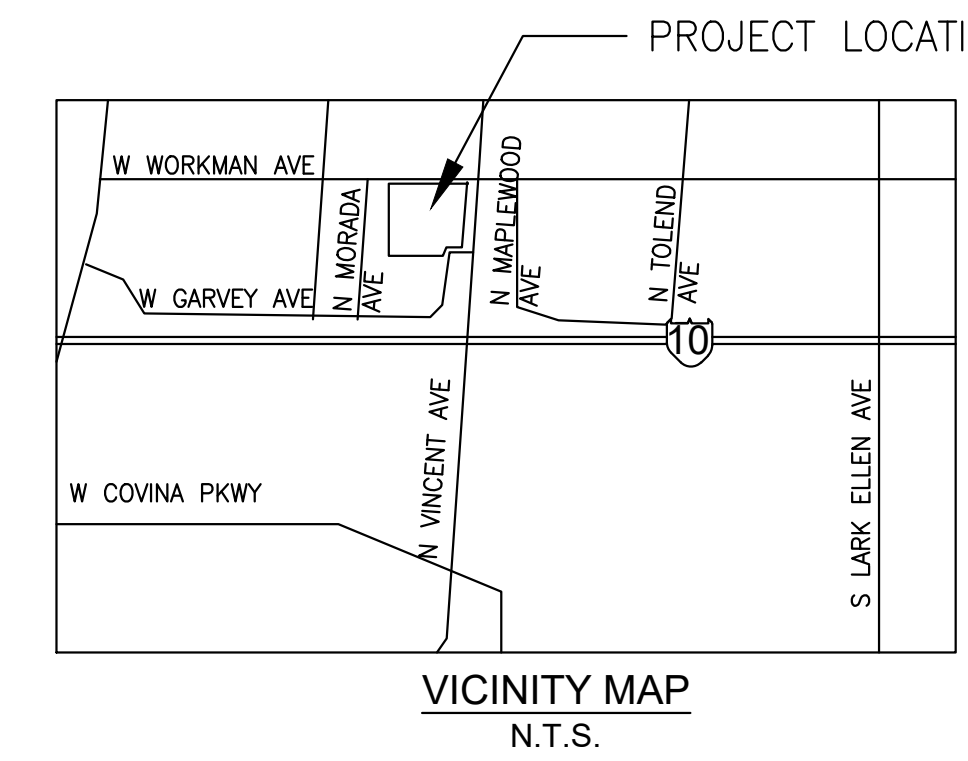 PROJECT LOCATI
W WORKMAN AVE
N MORADA
AVE
N MAPLEWOOD
AVE
N TOLEND
AVE
W GARVEY AVE
10
N VINCENT AVE
S LARK ELLEN AVE
W COVINA PKWY
VICINITY MAP
N.T.S.